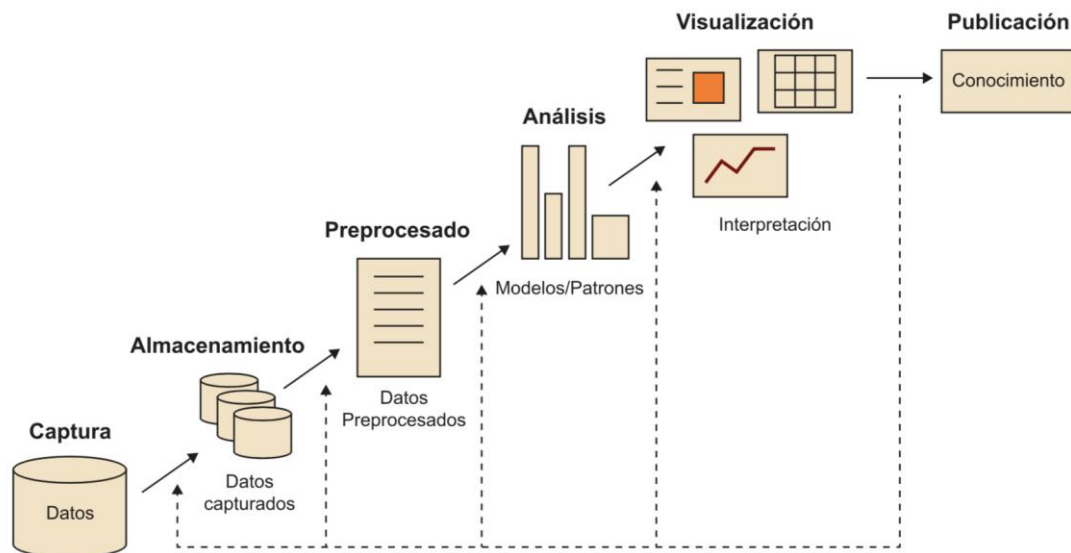 Captura
Datos
Almacenamiento
Datos
capturados
Preprocesado
Datos
Preprocesados
Análisis
Modelos/Patrones
Visualización
Interpretación
Publicación
Conocimiento